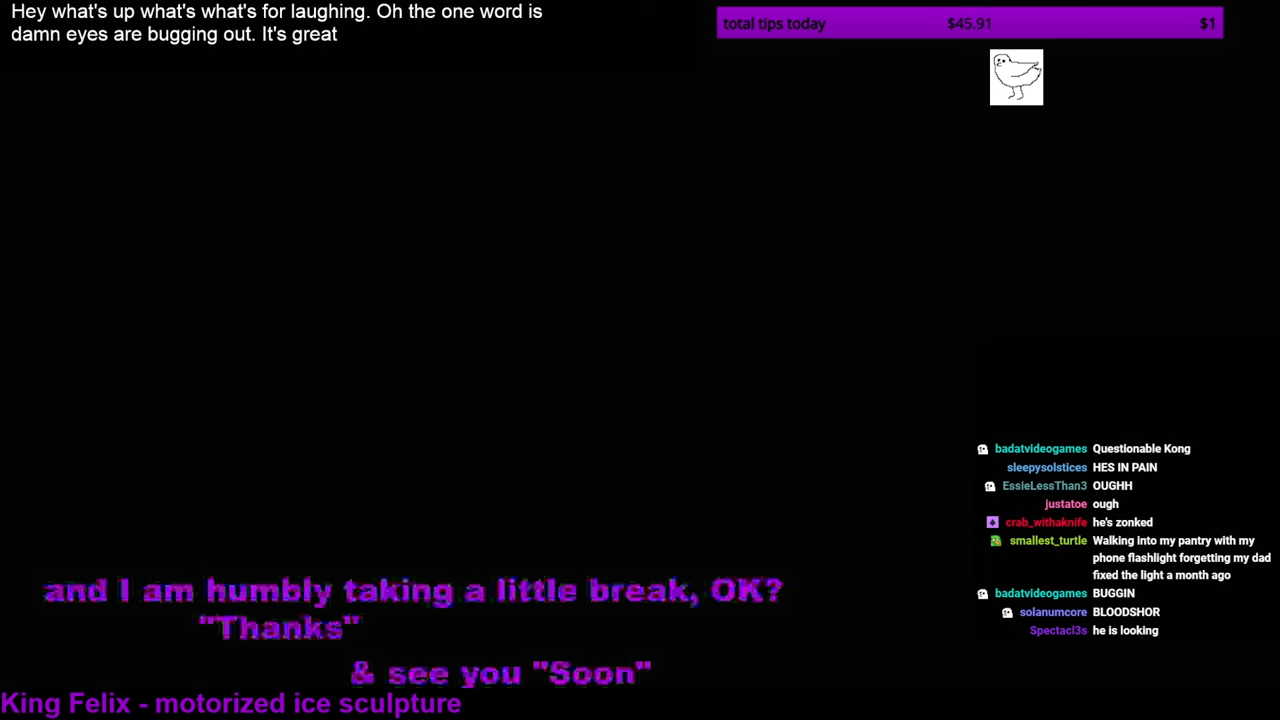 Hey what's up what's what's for laughing. Oh the one word is
damn eyes are bugging out. It's great
total tips today $45.91 $1
badatvideogames Questionable Kong
sleepysolstices HES IN PAIN
EssieLessThan3 OUGHH
justatoe ough
crab_withaknife he's zonked
smallest_turtle Walking into my pantry with my
phone flashlight forgetting my dad
fixed the light a month ago
badatvideogames BUGGIN
solanumcore BLOODSHOR
Spectacl3s he is looking
and I am humbly taking a little break, OK?
"Thanks"
& see you "Soon"
King Felix - motorized ice sculpture